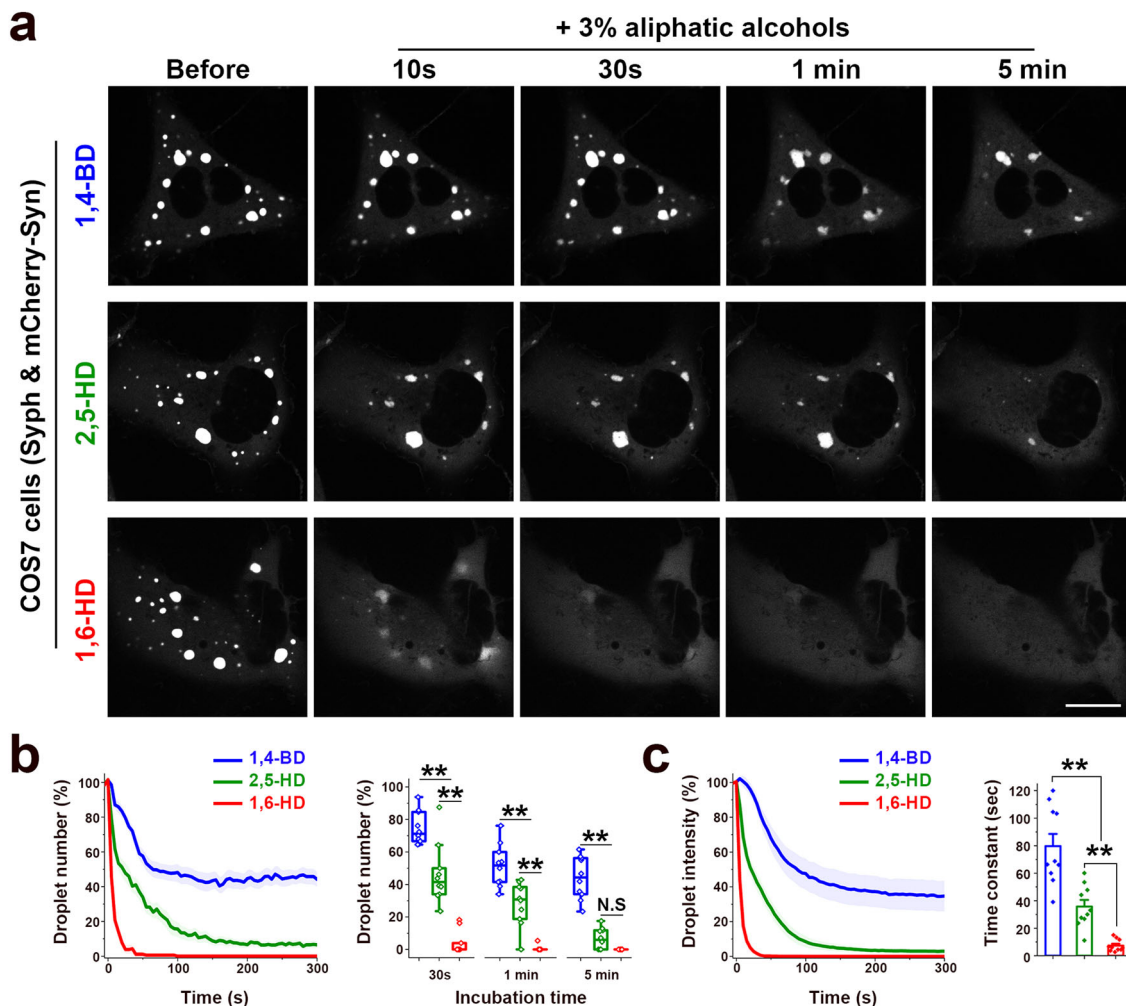 a
+ 3% aliphatic alcohols
Before 10s 30s 1 min 5 min
COS7 cells (Syph & mCherry-Syn)
1,4-BD
2,5-HD
1,6-HD
b
1,4-BD
2,5-HD
1,6-HD
Droplet number (%)
100
80
60
40
20
0
0 100 200 300
Time (s)
Droplet number (%)
100
80
60
40
20
0
** ** ** ** ** N.S
30s 1 min 5 min
Incubation time
c
1,4-BD
2,5-HD
1,6-HD
Droplet intensity (%)
100
80
60
40
20
0
0 100 200 300
Time (s)
Time constant (sec)
120
100
80
60
40
20
0
**
**